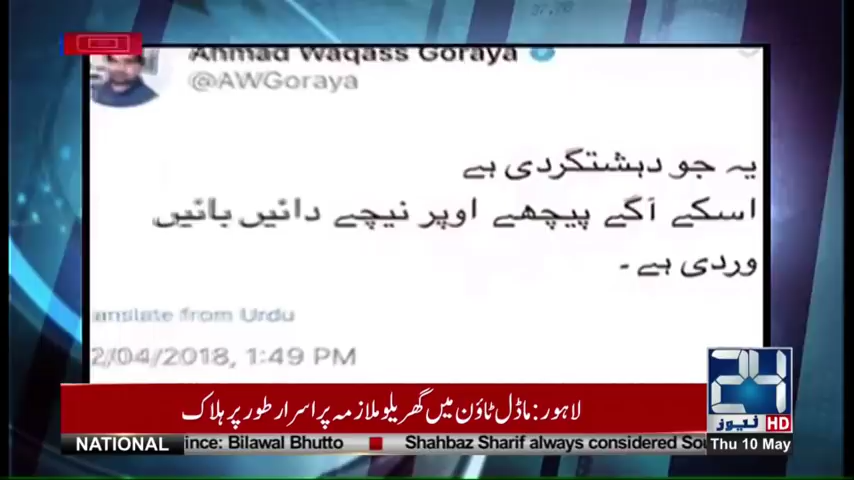 Ahmad Waqass Goraya
@AWGoraya
یہ جو دہشتگردی ہے
اسکے آگے پیچھے اوپر نیچے دائیں بائیں
وردی ہے ۔
anslate from Urdu
2/04/2018, 1:49 PM
لاہور: ماڈل ٹاؤن میں گھریلو ملازمہ پراسرار طور پر ہلاک
24
نیوز HD
NATIONAL ince: Bilawal Bhutto Shahbaz Sharif always considered Sou Thu 10 May